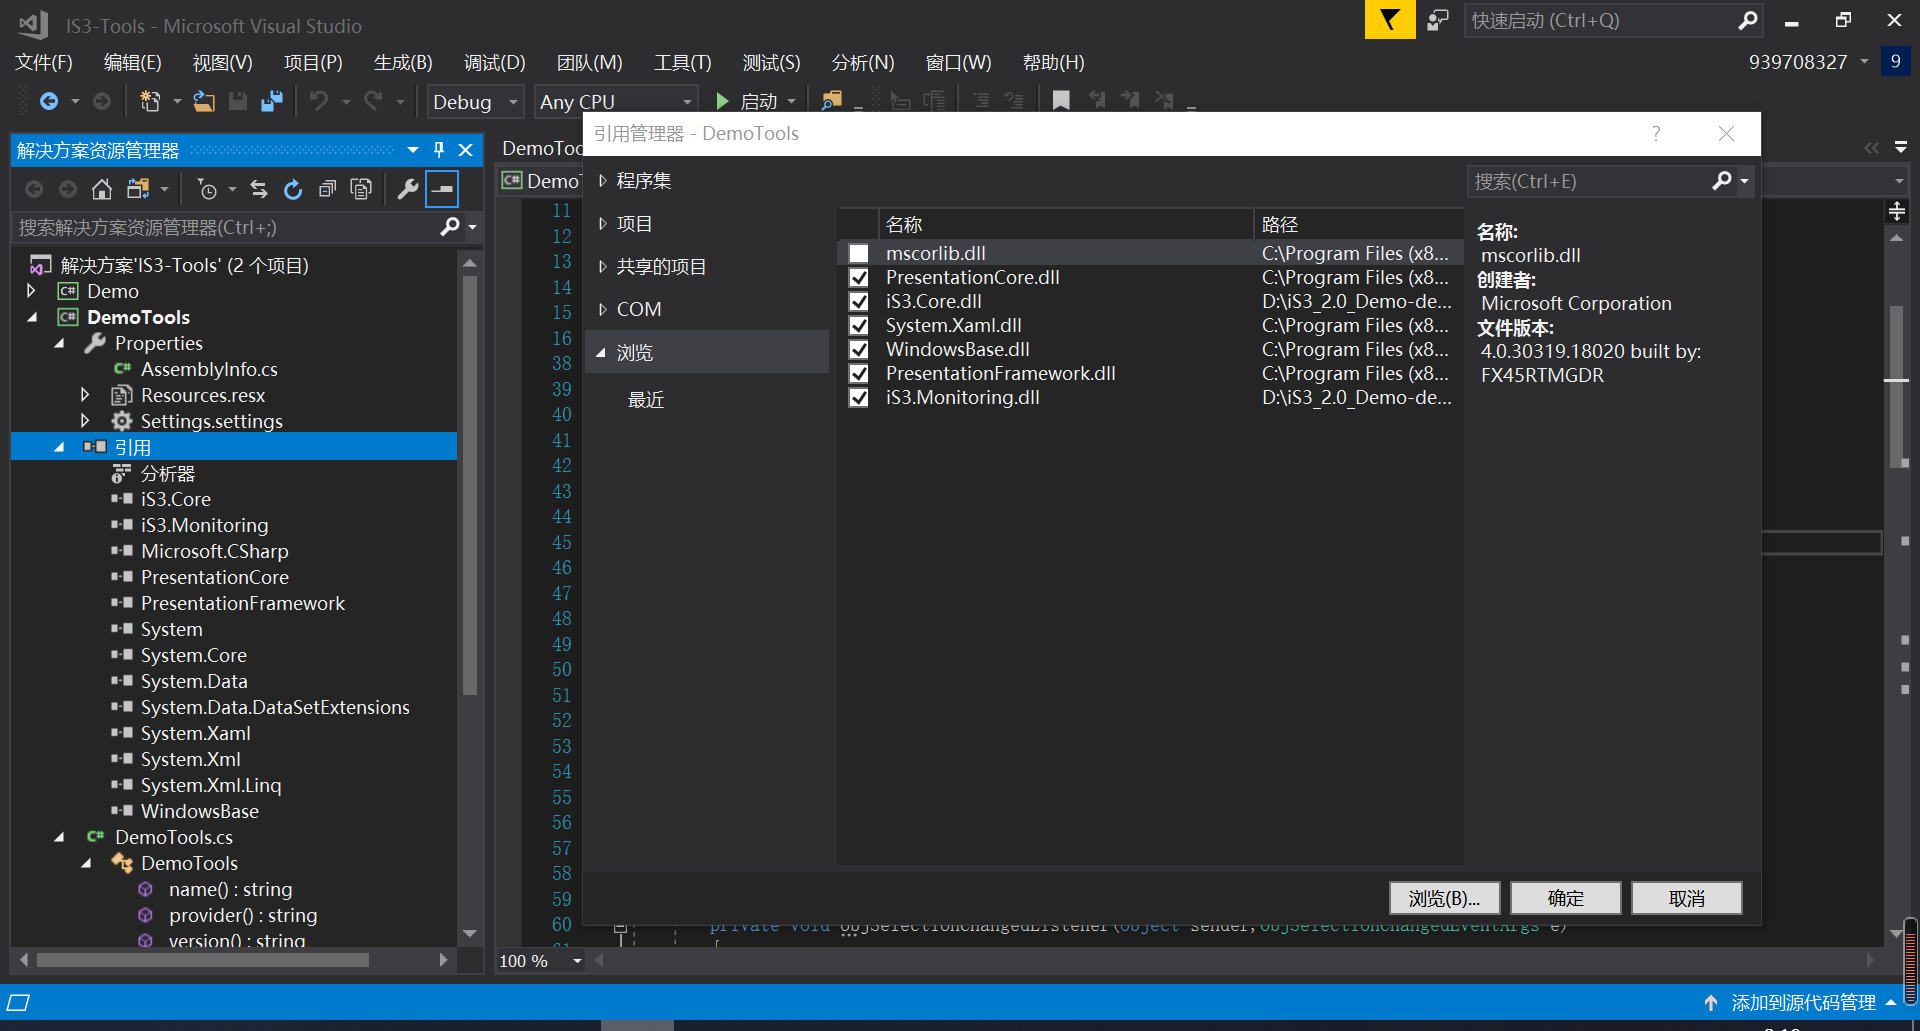 IS3-Tools - Microsoft Visual Studio
快速启动 (Ctrl+Q)
文件(F) 编辑(E) 视图(V) 项目(P) 生成(B) 调试(D) 团队(M) 工具(T) 测试(S) 分析(N) 窗口(W) 帮助(H)
939708327 9
Debug Any CPU 启动
解决方案资源管理器
搜索解决方案资源管理器(Ctrl+;)
解决方案'IS3-Tools' (2 个项目)
C# Demo
C# DemoTools
Properties
C# AssemblyInfo.cs
Resources.resx
Settings.settings
引用
分析器
iS3.Core
iS3.Monitoring
Microsoft.CSharp
PresentationCore
PresentationFramework
System
System.Core
System.Data
System.Data.DataSetExtensions
System.Xaml
System.Xml
System.Xml.Linq
WindowsBase
C# DemoTools.cs
DemoTools
name() : string
provider() : string
version() : string
DemoToo
C# DemoT
11
12
13
14
15
16
38
39
40
41
42
43
44
45
46
47
48
49
50
51
52
53
54
55
56
57
58
59
60
61
引用管理器 - DemoTools
? 
程序集
项目
共享的项目
COM
浏览
最近
搜索(Ctrl+E)
名称 路径
mscorlib.dll C:\Program Files (x8...
PresentationCore.dll C:\Program Files (x8...
iS3.Core.dll D:\iS3_2.0_Demo-de...
System.Xaml.dll C:\Program Files (x8...
WindowsBase.dll C:\Program Files (x8...
PresentationFramework.dll C:\Program Files (x8...
iS3.Monitoring.dll D:\iS3_2.0_Demo-de...
名称:
mscorlib.dll
创建者:
Microsoft Corporation
文件版本:
4.0.30319.18020 built by:
FX45RTMGDR
浏览(B)... 确定 取消
private void objSelectionChangedListener(object sender, ObjSelectionChangedEventArgs e)
{
100 %
添加到源代码管理